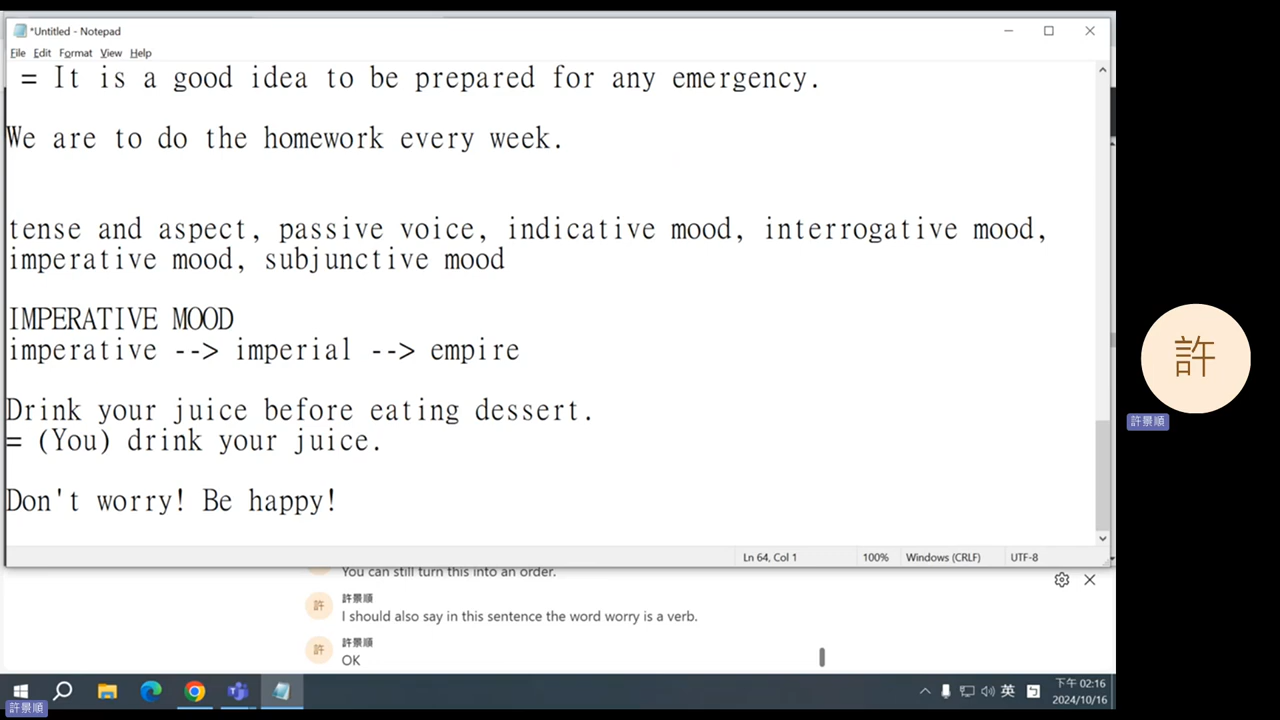 *Untitled - Notepad
File Edit Format View Help
= It is a good idea to be prepared for any emergency.
We are to do the homework every week.
tense and aspect, passive voice, indicative mood, interrogative mood,
imperative mood, subjunctive mood
IMPERATIVE MOOD
imperative --> imperial --> empire
Drink your juice before eating dessert.
= (You) drink your juice.
Don't worry! Be happy!
Ln 64, Col 1 100% Windows (CRLF) UTF-8
You can still turn this into an order.
許 許景順
I should also say in this sentence the word worry is a verb.
許 許景順
OK
許
許景順
英 ㄅ 下午 02:16
2024/10/16
許景順